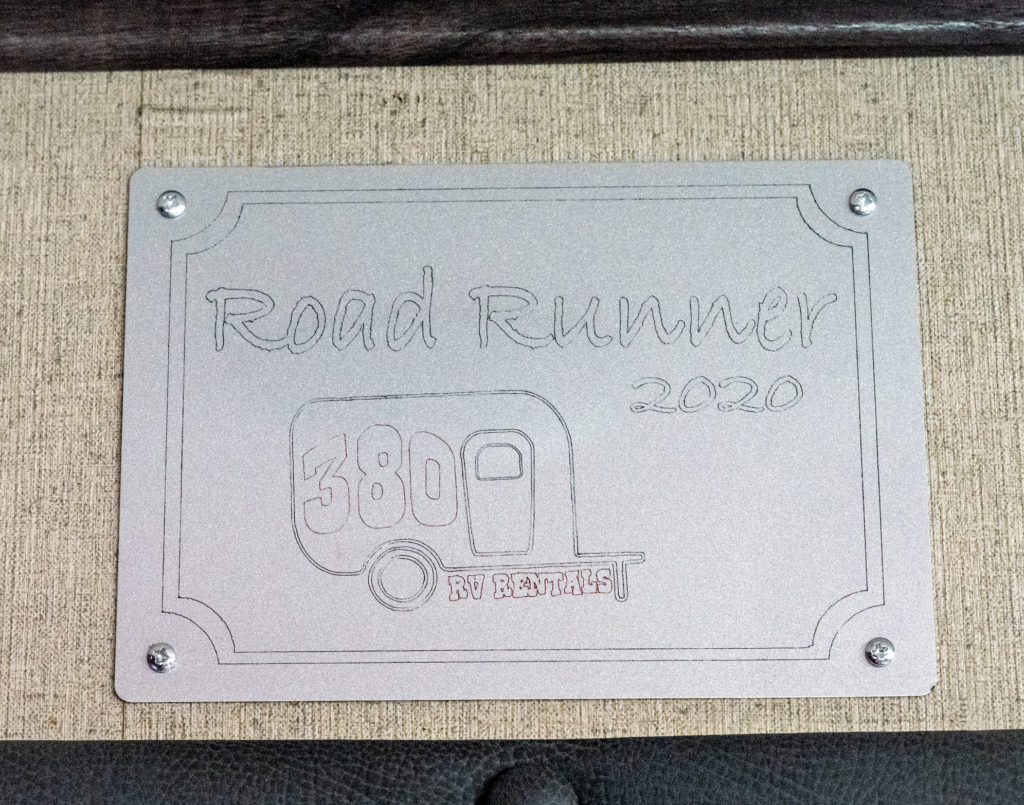 Road Runner
2020
380
RV RENTALS